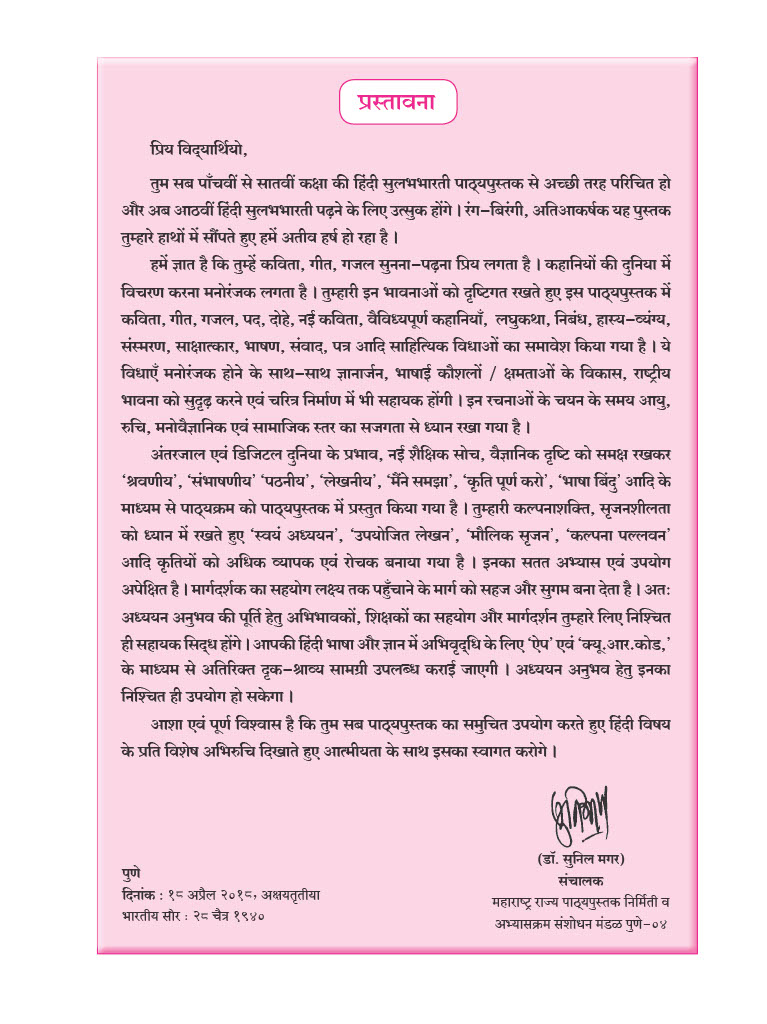 प्रस्तावना
प्रिय विद्‌यार्थियो,
तुम सब पाँचवीं से सातवीं कक्षा की हिंदी सुलभभारती पाठ्‌यपुस्तक से अच्छी तरह परिचित हो
और अब आठवीं हिंदी सुलभभारती पढ़ने के लिए उत्सुक होंगे । रंग-बिरंगी, अतिआकर्षक यह पुस्तक
तुम्हारे हाथों में सौंपते हुए हमें अतीव हर्ष हो रहा है ।
हमें ज्ञात है कि तुम्हें कविता, गीत, गजल सुनना-पढ़ना प्रिय लगता है । कहानियों की दुनिया में
विचरण करना मनोरंजक लगता है । तुम्हारी इन भावनाओं को दृष्टिगत रखते हुए इस पाठ्‌यपुस्तक में
कविता, गीत, गजल, पद, दोहे, नई कविता, वैविध्यपूर्ण कहानियाँ, लघुकथा, निबंध, हास्य-व्यंग्य,
संस्मरण, साक्षात्कार, भाषण, संवाद, पत्र आदि साहित्यिक विधाओं का समावेश किया गया है । ये
विधाएँ मनोरंजक होने के साथ-साथ ज्ञानार्जन, भाषाई कौशलों / क्षमताओं के विकास, राष्ट्रीय
भावना को सुदृढ़ करने एवं चरित्र निर्माण में भी सहायक होंगी । इन रचनाओं के चयन के समय आयु,
रुचि, मनोवैज्ञानिक एवं सामाजिक स्तर का सजगता से ध्यान रखा गया है ।
अंतरजाल एवं डिजिटल दुनिया के प्रभाव, नई शैक्षिक सोच, वैज्ञानिक दृष्टि को समक्ष रखकर
‘श्रवणीय’, ‘संभाषणीय’ ‘पठनीय’, ‘लेखनीय’, ‘मैंने समझा’, ‘कृति पूर्ण करो’, ‘भाषा बिंदु’ आदि के
माध्यम से पाठ्‌यक्रम को पाठ्‌यपुस्तक में प्रस्तुत किया गया है । तुम्हारी कल्पनाशक्ति, सृजनशीलता
को ध्यान में रखते हुए ‘स्वयं अध्ययन’, ‘उपयोजित लेखन’, ‘मौलिक सृजन’, ‘कल्पना पल्लवन’
आदि कृतियों को अधिक व्यापक एवं रोचक बनाया गया है । इनका सतत अभ्यास एवं उपयोग
अपेक्षित है । मार्गदर्शक का सहयोग लक्ष्य तक पहुँचाने के मार्ग को सहज और सुगम बना देता है । अतः
अध्ययन अनुभव की पूर्ति हेतु अभिभावकों, शिक्षकों का सहयोग और मार्गदर्शन तुम्हारे लिए निश्चित
ही सहायक सिद्‌ध होंगे । आपकी हिंदी भाषा और ज्ञान में अभिवृद्‌धि के लिए ‘ऐप’ एवं ‘क्यू.आर.कोड,’
के माध्यम से अतिरिक्त दृक-श्राव्य सामग्री उपलब्ध कराई जाएगी । अध्ययन अनुभव हेतु इनका
निश्चित ही उपयोग हो सकेगा ।
आशा एवं पूर्ण विश्वास है कि तुम सब पाठ्‌यपुस्तक का समुचित उपयोग करते हुए हिंदी विषय
के प्रति विशेष अभिरुचि दिखाते हुए आत्मीयता के साथ इसका स्वागत करोगे ।
(डॉ. सुनिल मगर)
संचालक
महाराष्ट्र राज्य पाठ्‌यपुस्तक निर्मिती व
अभ्यासक्रम संशोधन मंडळ पुणे-०४
पुणे
दिनांक : १८ अप्रैल २०१८, अक्षयतृतीया
भारतीय सौर : २८ चैत्र १९४०